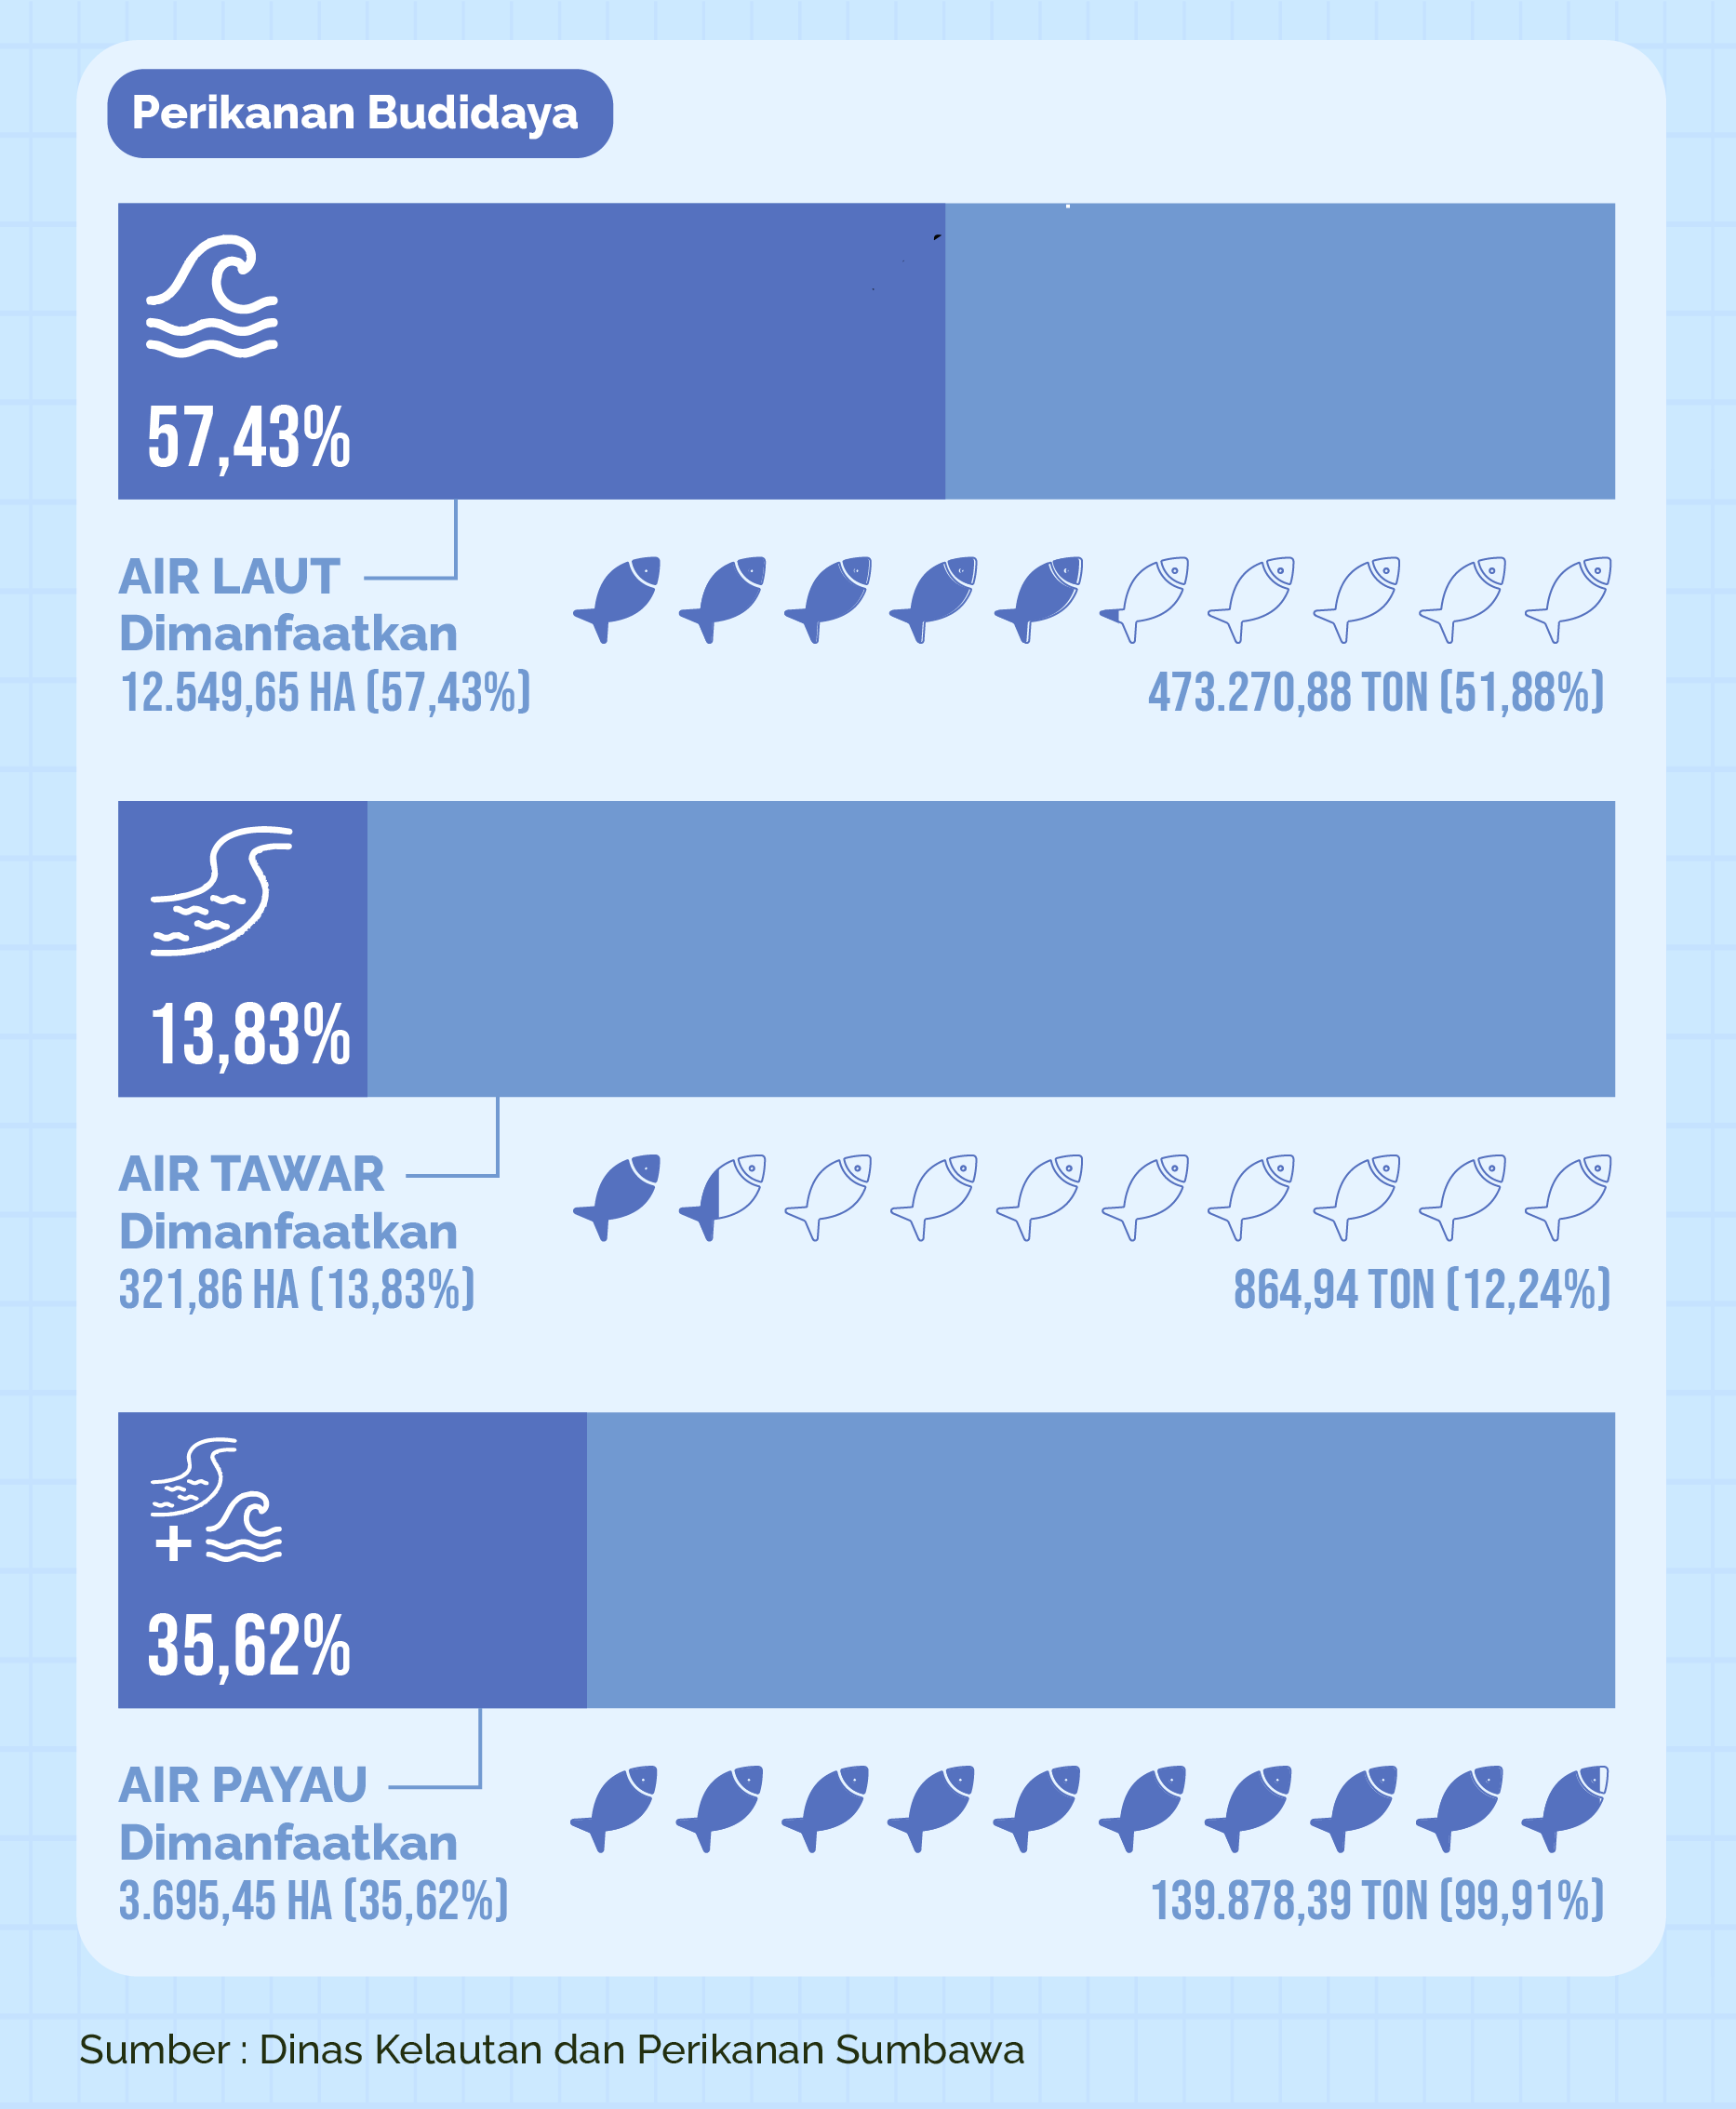 Perikanan Budidaya
57,43%
AIR LAUT
Dimanfaatkan
12.549,65 HA (57,43%)
473.270,88 TON (51,88%)
13,83%
AIR TAWAR
Dimanfaatkan
321,86 HA (13,83%)
864,94 TON (12,24%)
+
35,62%
AIR PAYAU
Dimanfaatkan
3.695,45 HA (35,62%)
139.878,39 TON (99,91%)
Sumber : Dinas Kelautan dan Perikanan Sumbawa